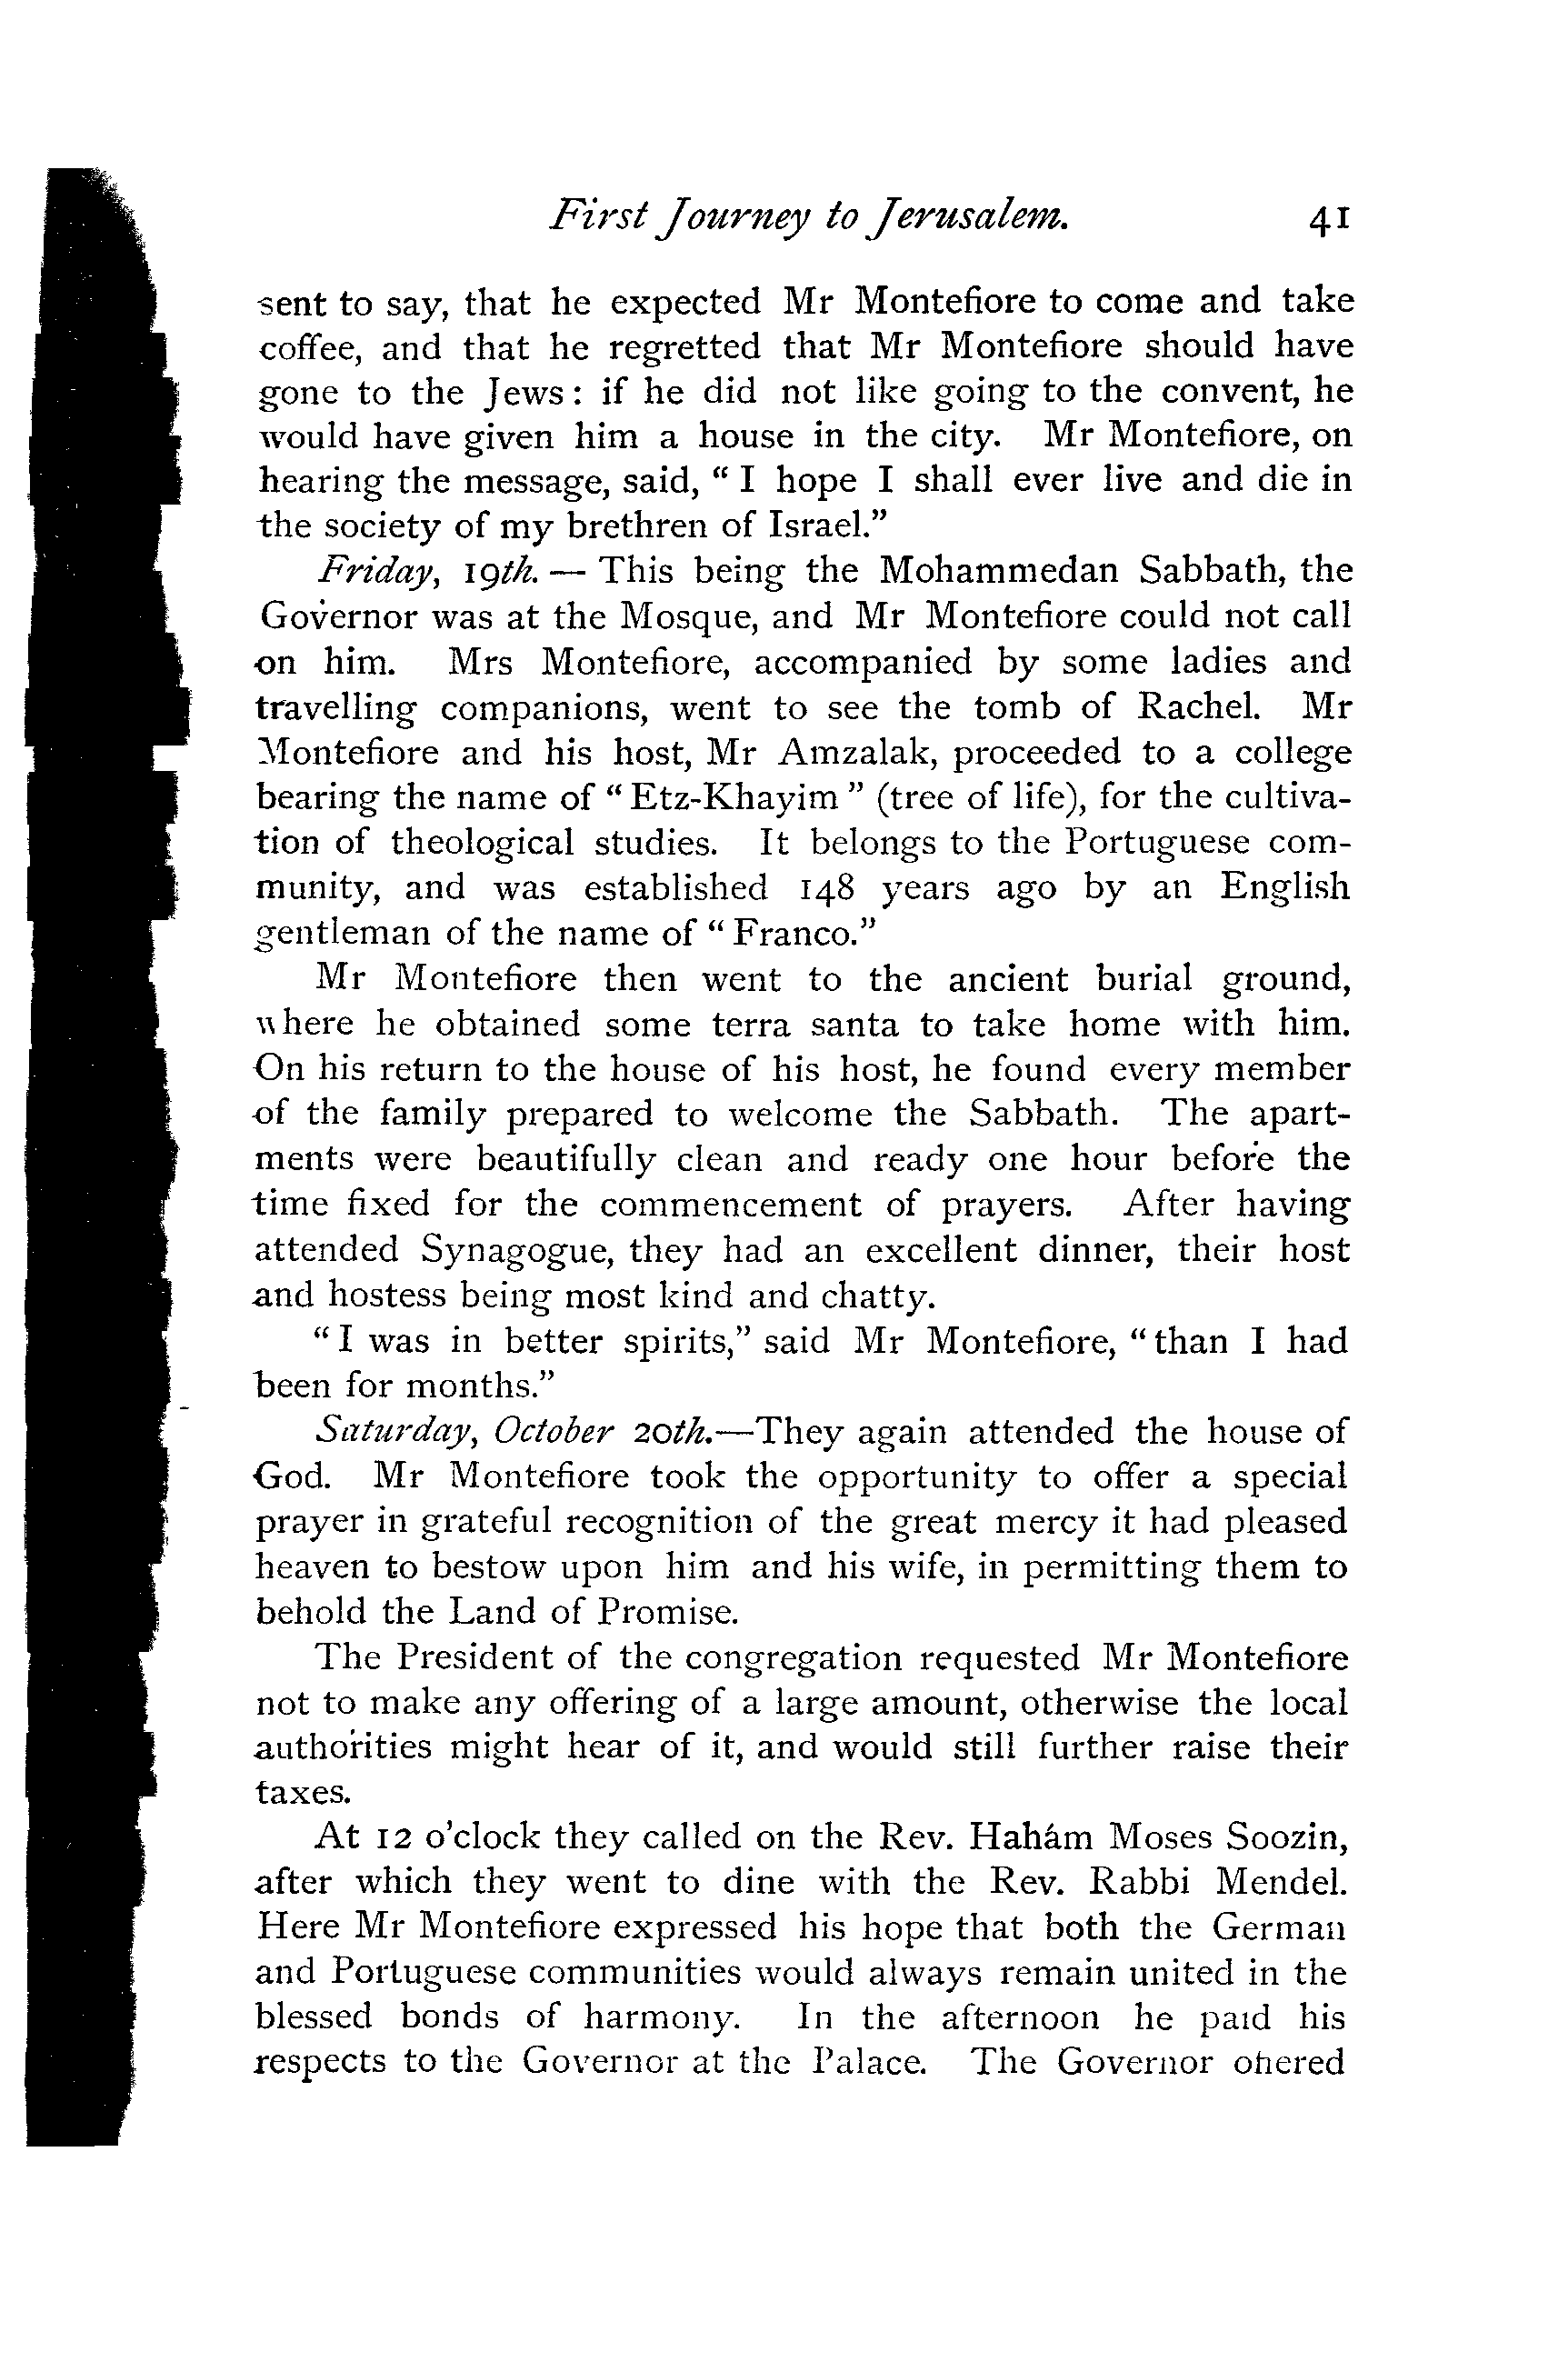 First Journey to Jerusalem. 41
sent to say, that he expected Mr Montefiore to come and take
coffee, and that he regretted that Mr Montefiore should have
gone to the Jews: if he did not like going to the convent, he
would have given him a house in the city. Mr Montefiore, on
hearing the message, said, “ I hope I shall ever live and die in
the society of my brethren of Israel.”
Friday, 19th. — This being the Mohammedan Sabbath, the
Governor was at the Mosque, and Mr Montefiore could not call
on him. Mrs Montefiore, accompanied by some ladies and
travelling companions, went to see the tomb of Rachel. Mr
Montefiore and his host, Mr Amzalak, proceeded to a college
bearing the name of “ Etz-Khayim ” (tree of life), for the cultiva-
tion of theological studies. It belongs to the Portuguese com-
munity, and was established 148 years ago by an English
gentleman of the name of “ Franco.”
Mr Montefiore then went to the ancient burial ground,
where he obtained some terra santa to take home with him.
On his return to the house of his host, he found every member
of the family prepared to welcome the Sabbath. The apart-
ments were beautifully clean and ready one hour before the
time fixed for the commencement of prayers. After having
attended Synagogue, they had an excellent dinner, their host
and hostess being most kind and chatty.
“ I was in better spirits,” said Mr Montefiore, “ than I had
been for months.”
Saturday, October 20th.—They again attended the house of
God. Mr Montefiore took the opportunity to offer a special
prayer in grateful recognition of the great mercy it had pleased
heaven to bestow upon him and his wife, in permitting them to
behold the Land of Promise.
The President of the congregation requested Mr Montefiore
not to make any offering of a large amount, otherwise the local
authorities might hear of it, and would still further raise their
taxes.
At 12 o’clock they called on the Rev. Hahám Moses Soozin,
after which they went to dine with the Rev. Rabbi Mendel.
Here Mr Montefiore expressed his hope that both the German
and Portuguese communities would always remain united in the
blessed bonds of harmony. In the afternoon he paid his
respects to the Governor at the Palace. The Governor offered